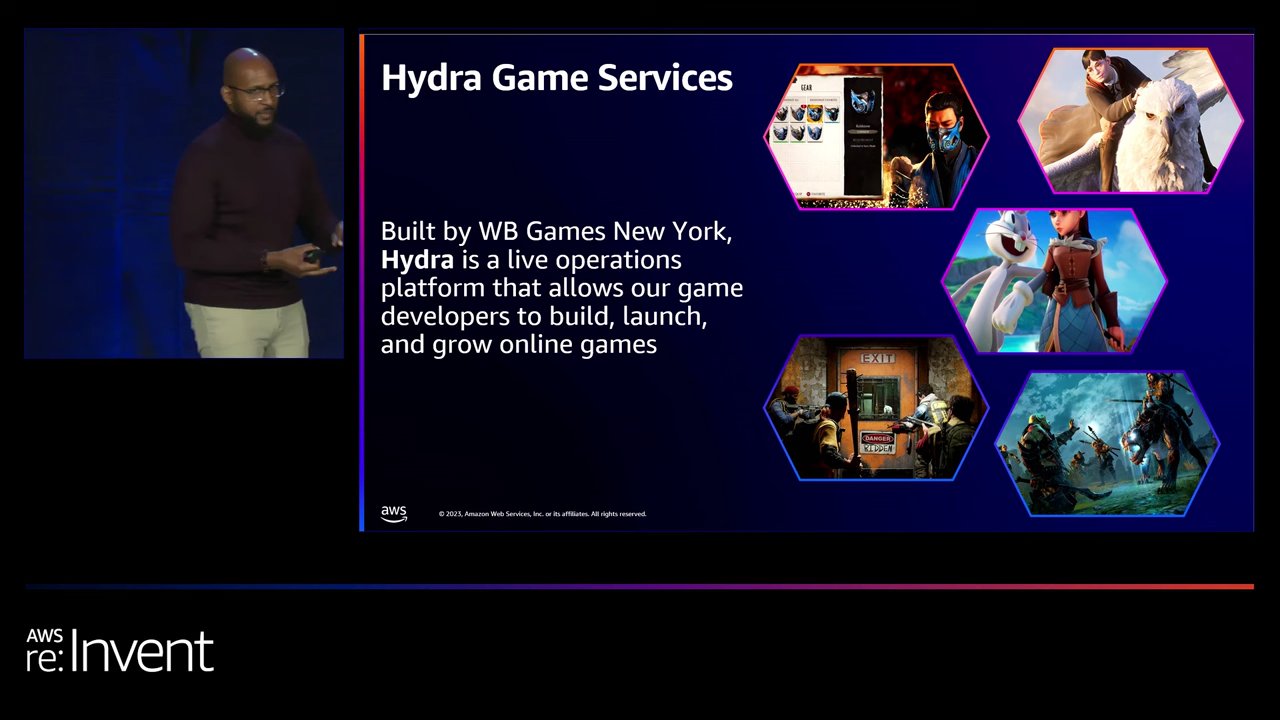 Hydra Game Services
Built by WB Games New York,
Hydra is a live operations
platform that allows our game
developers to build, launch,
and grow online games
GEAR
EXIT
DANGER
aws
© 2023, Amazon Web Services, Inc. or its affiliates. All rights reserved.
AWS
re:Invent